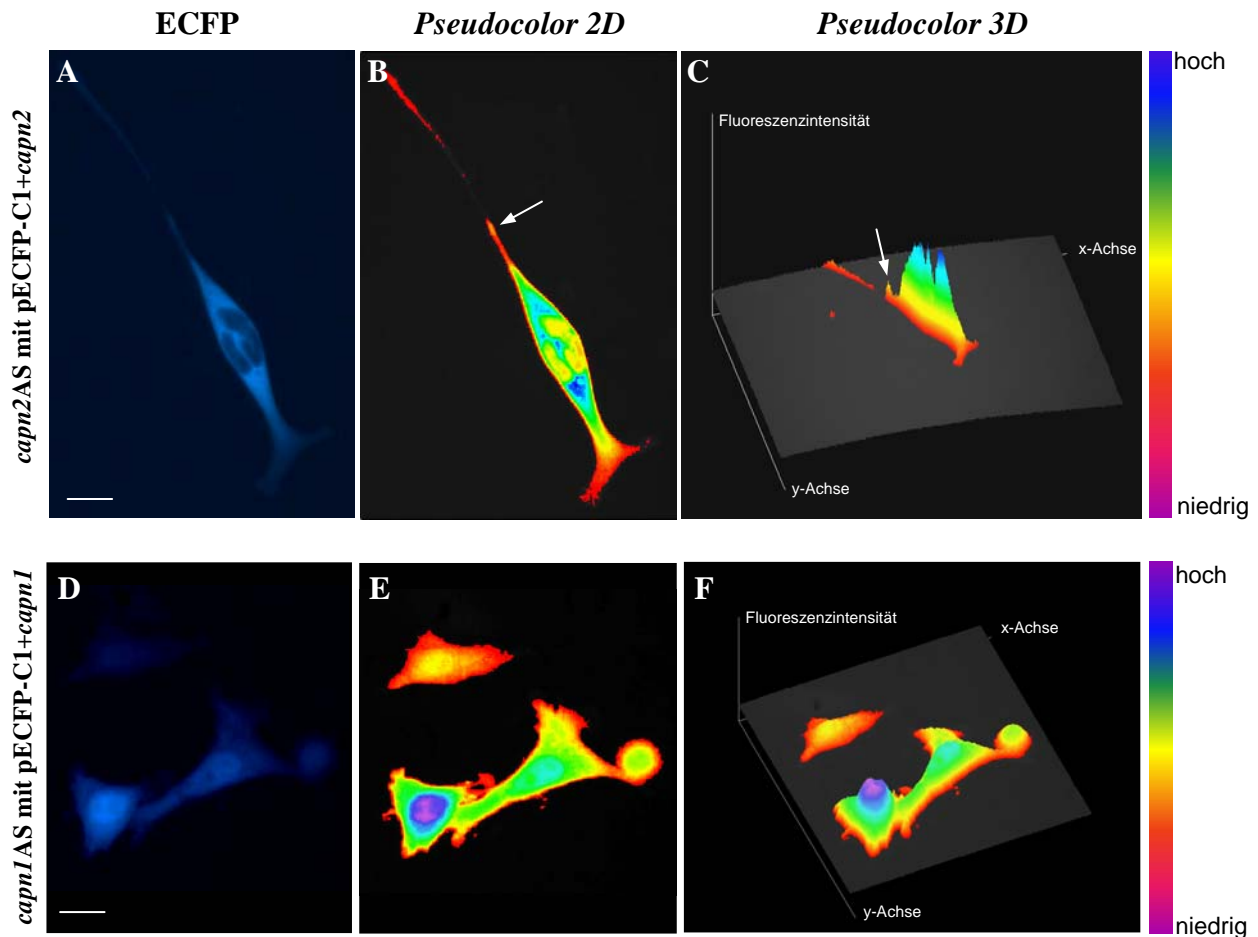 ECFP
Pseudocolor 2D
Pseudocolor 3D
capn2AS mit pECFP-C1+capn2
A
B
C
Fluoreszenzintensität
x-Achse
y-Achse
hoch
niedrig
capn1AS mit pECFP-C1+capn1
D
E
F
Fluoreszenzintensität
x-Achse
y-Achse
hoch
niedrig